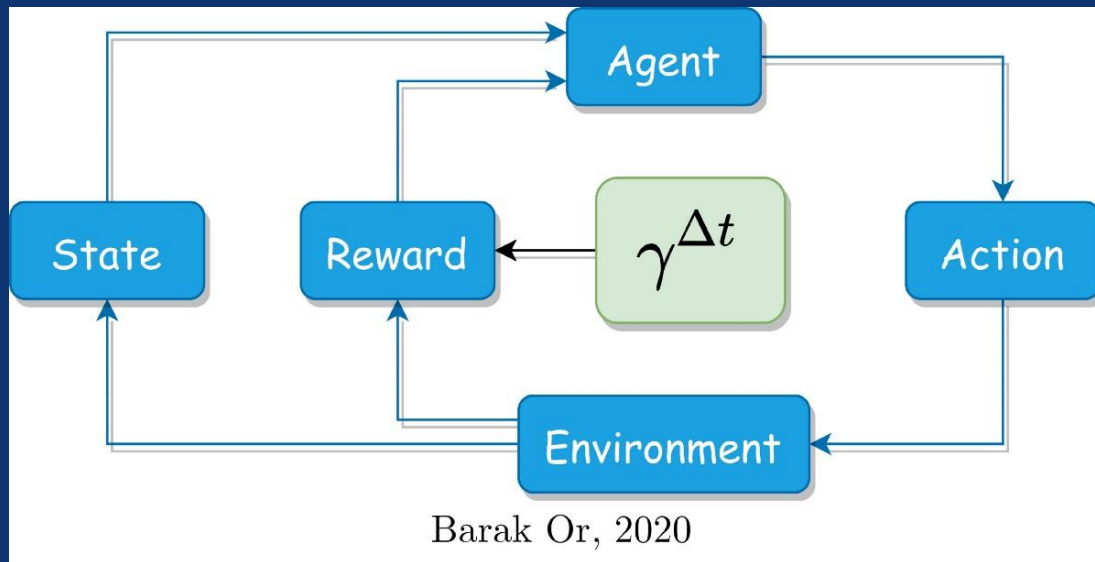 Agent
State
Reward
γ^Δt
Action
Environment
Barak Or, 2020